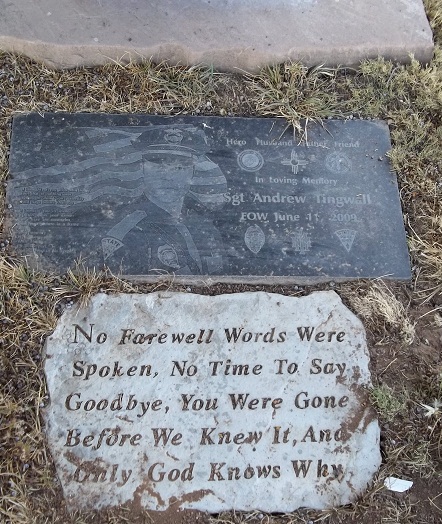 Hero Husband Father Friend
In Loving Memory
Sgt Andrew Tingwall
EOW June 11, 2009
No Farewell Words Were
Spoken, No Time To Say
Goodbye, You Were Gone
Before We Knew It, And
Only God Knows Why